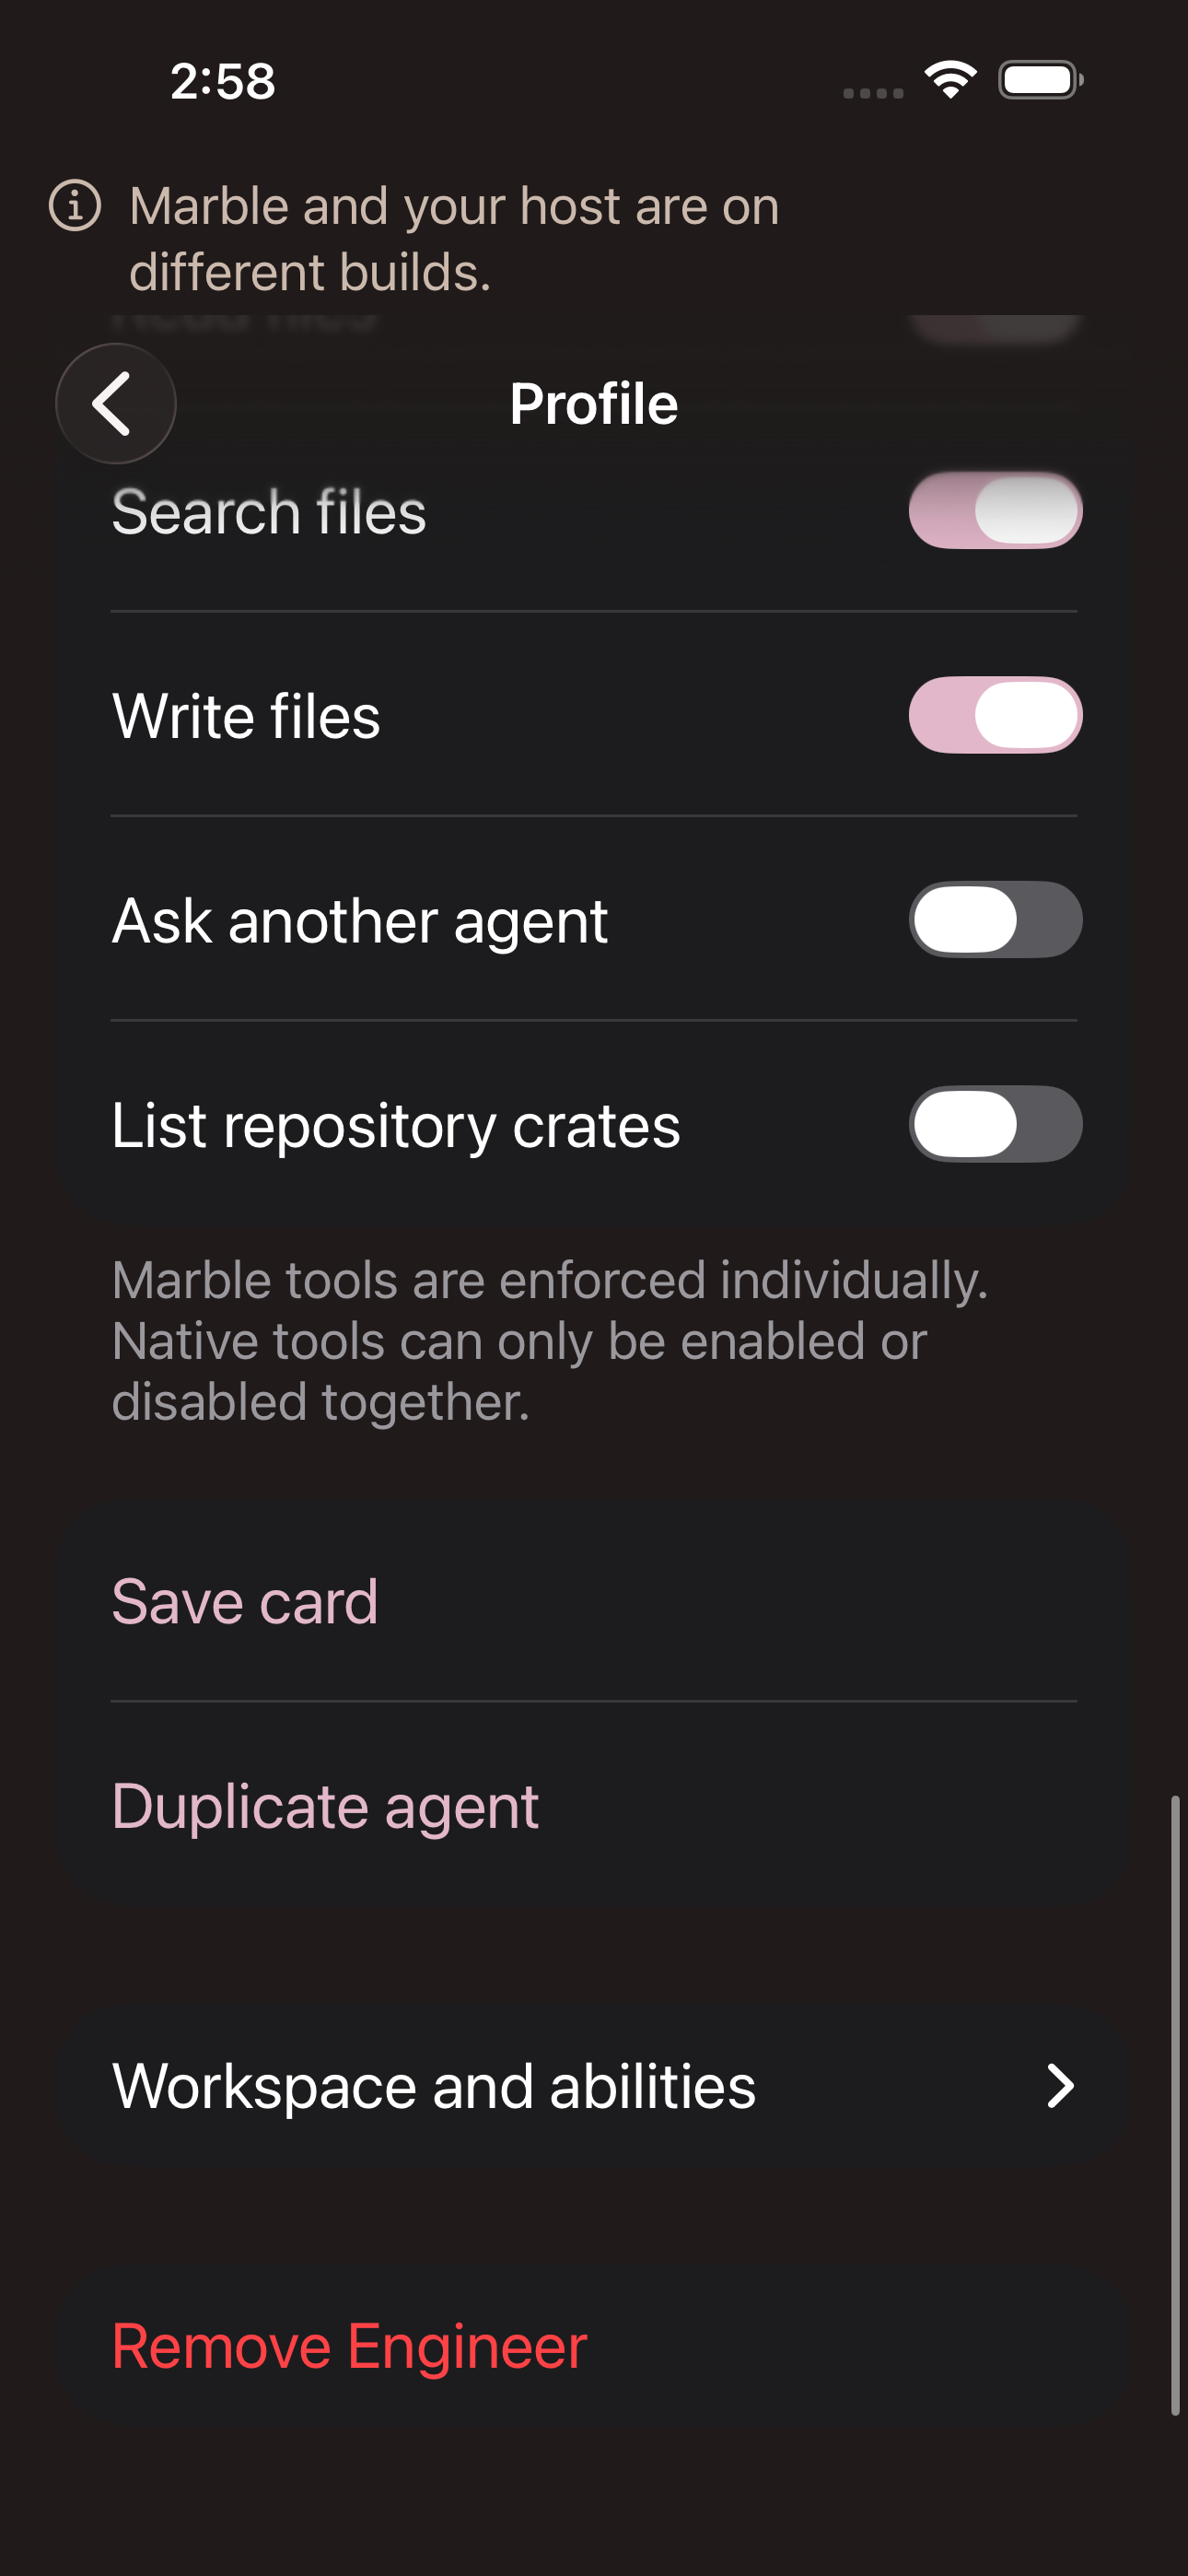 2:58
Marble and your host are on
different builds.
Profile
Search files
Write files
Ask another agent
List repository crates
Marble tools are enforced individually.
Native tools can only be enabled or
disabled together.
Save card
Duplicate agent
Workspace and abilities
Remove Engineer